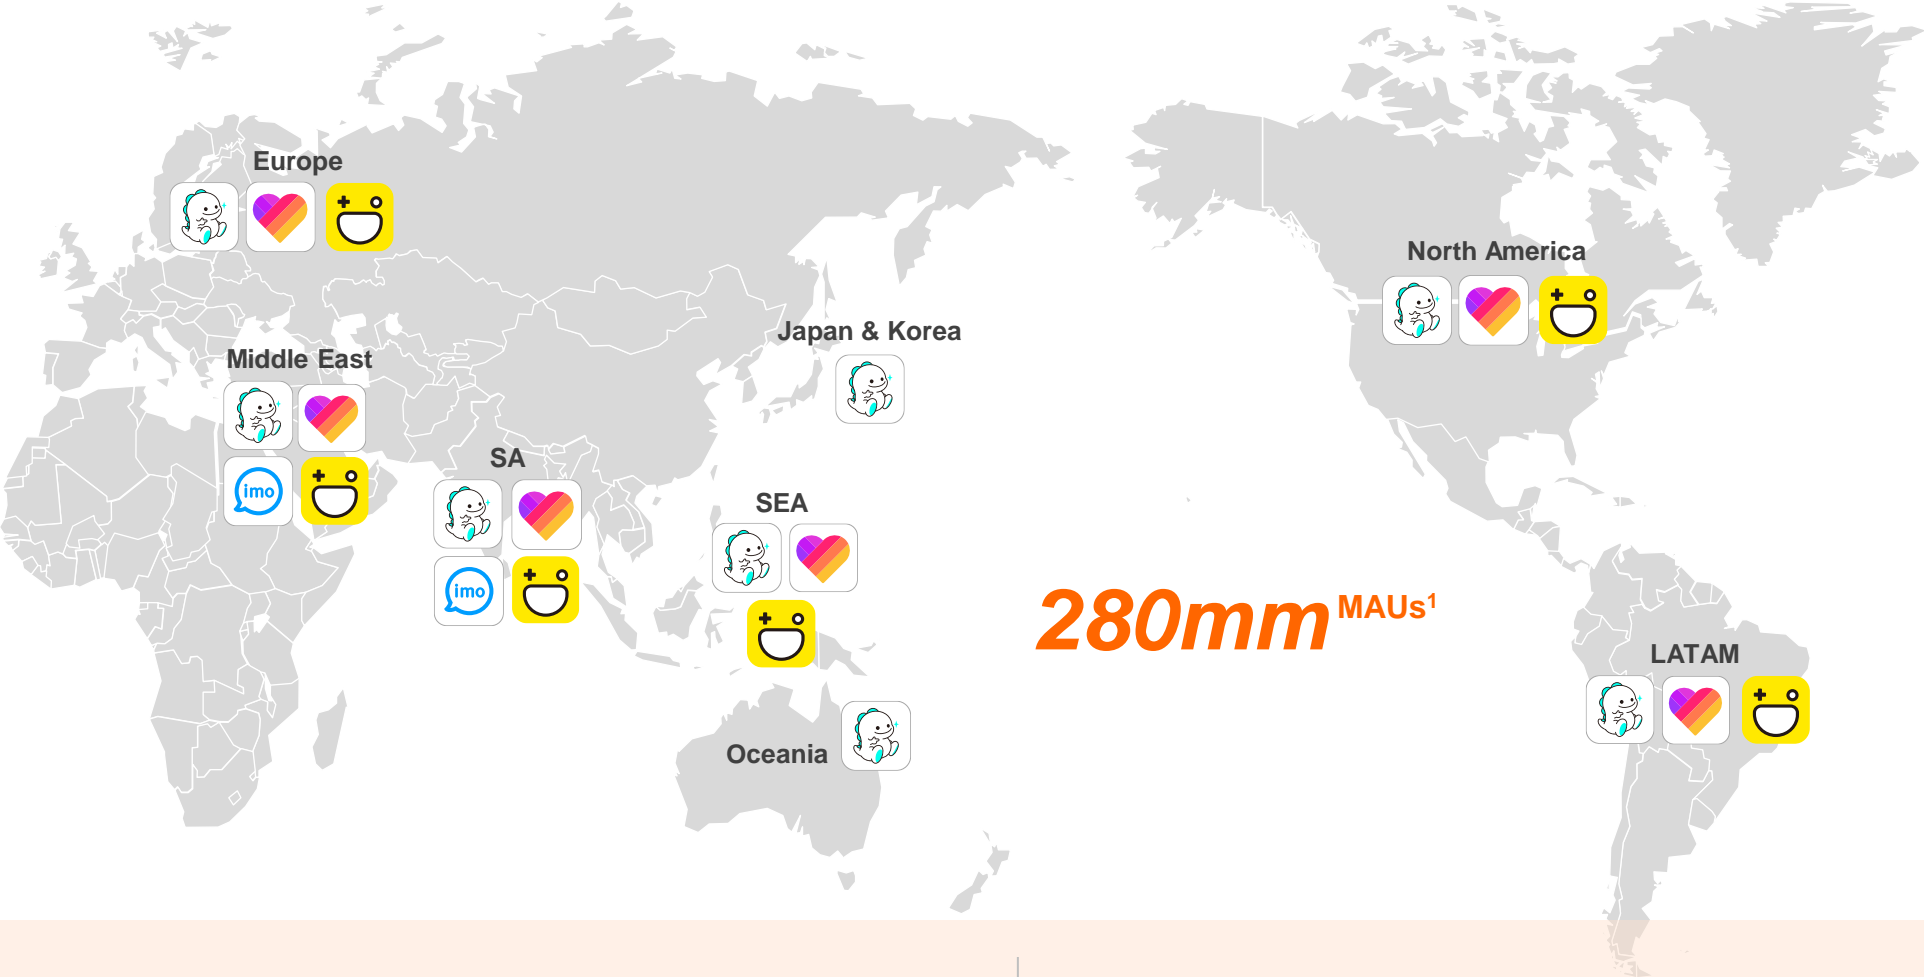 Europe
North America
Japan & Korea
Middle East
SA
imo
SEA
imo
280mm MAUs¹
LATAM
Oceania